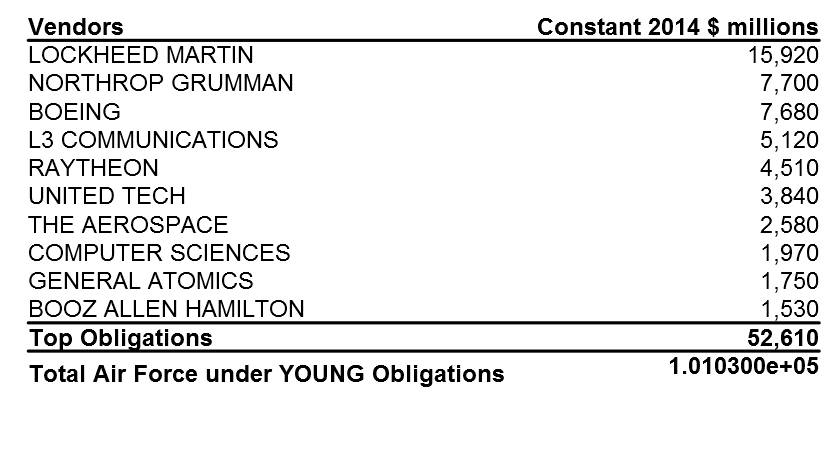 Vendors Constant 2014 $ millions
LOCKHEED MARTIN 15,920
NORTHROP GRUMMAN 7,700
BOEING 7,680
L3 COMMUNICATIONS 5,120
RAYTHEON 4,510
UNITED TECH 3,840
THE AEROSPACE 2,580
COMPUTER SCIENCES 1,970
GENERAL ATOMICS 1,750
BOOZ ALLEN HAMILTON 1,530
Top Obligations 52,610
Total Air Force under YOUNG Obligations 1.010300e+05